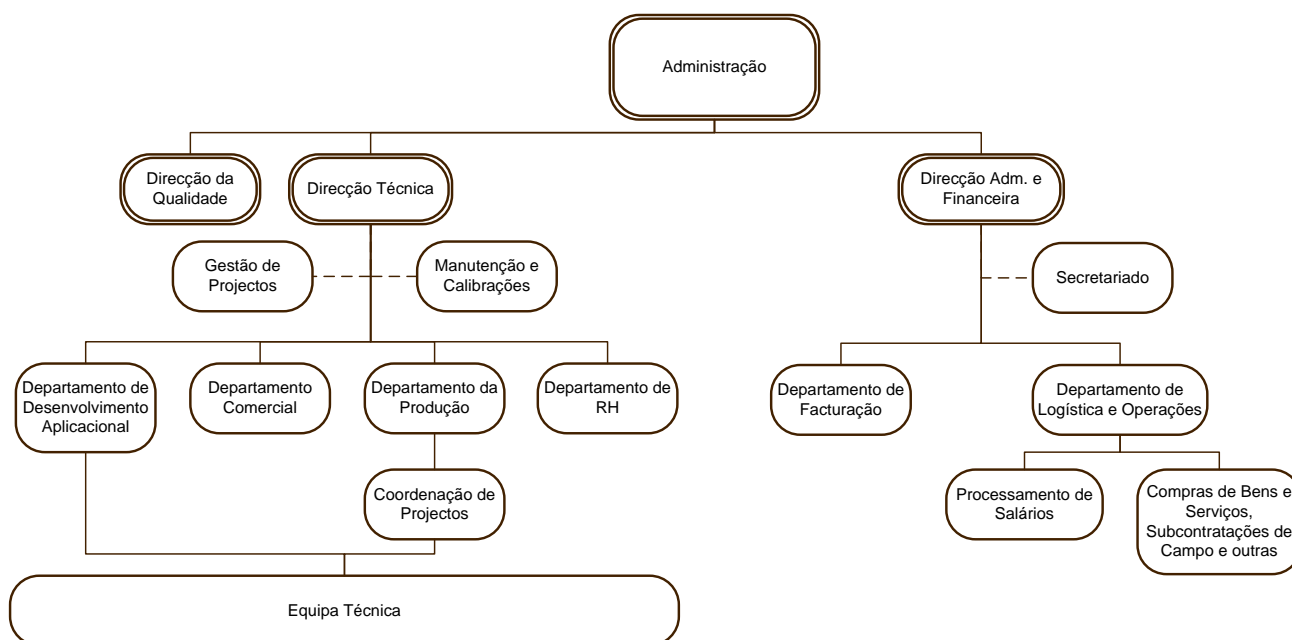 Administração
Direcção da
Qualidade
Direcção Técnica
Direcção Adm. e
Financeira
Gestão de
Projectos
Manutenção e
Calibrações
Secretariado
Departamento de
Desenvolvimento
Aplicacional
Departamento
Comercial
Departamento da
Produção
Departamento de
RH
Departamento de
Facturação
Departamento de
Logística e Operações
Coordenação de
Projectos
Processamento de
Salários
Compras de Bens e
Serviços,
Subcontratações de
Campo e outras
Equipa Técnica